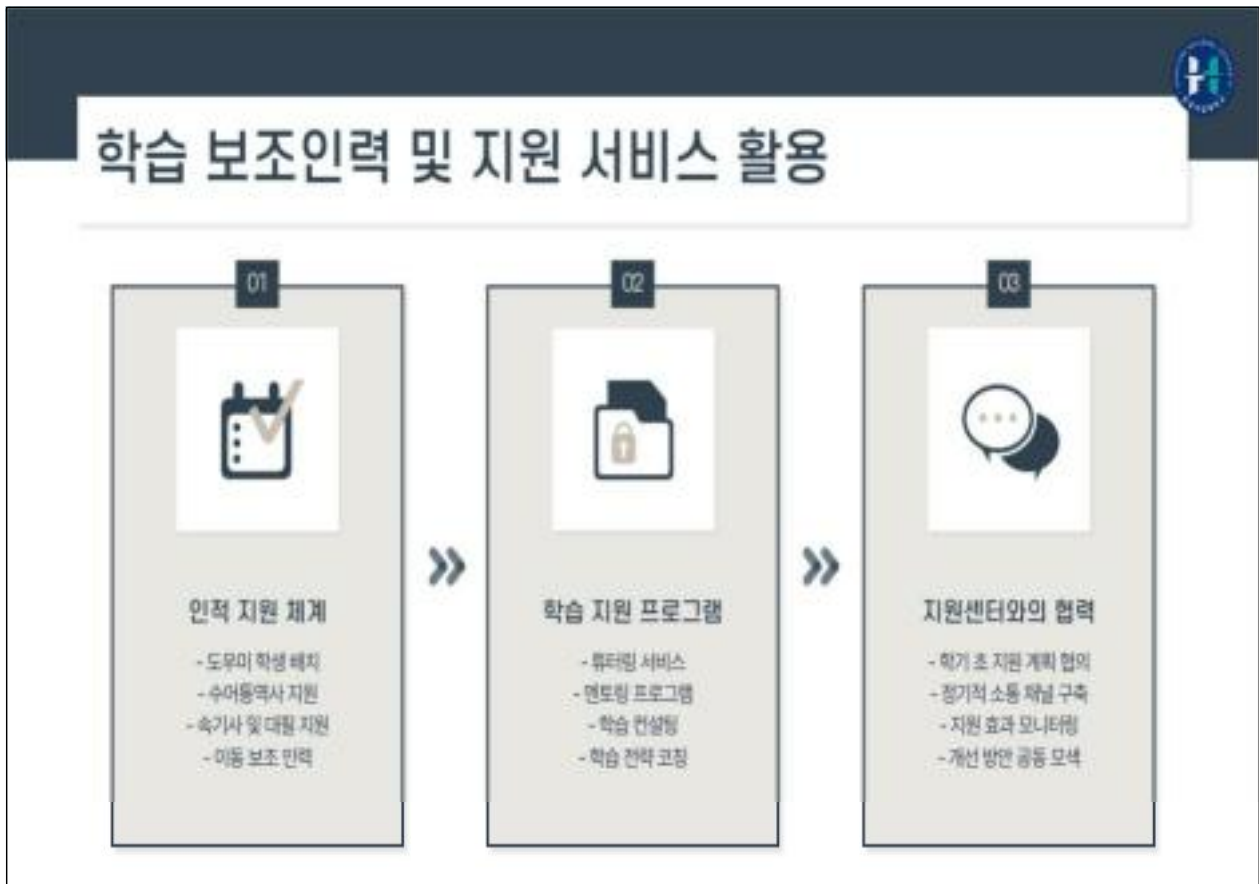 학습 보조인력 및 지원 서비스 활용
01
인적 지원 체계
- 도우미 학생 배치
- 수어통역사 지원
- 속기사 및 대필 지원
- 이동 보조 인력
02
학습 지원 프로그램
- 튜터링 서비스
- 멘토링 프로그램
- 학습 컨설팅
- 학습 전략 코칭
03
지원센터와의 협력
- 학기 초 지원 계획 협의
- 정기적 소통 채널 구축
- 지원 효과 모니터링
- 개선 방안 공동 모색